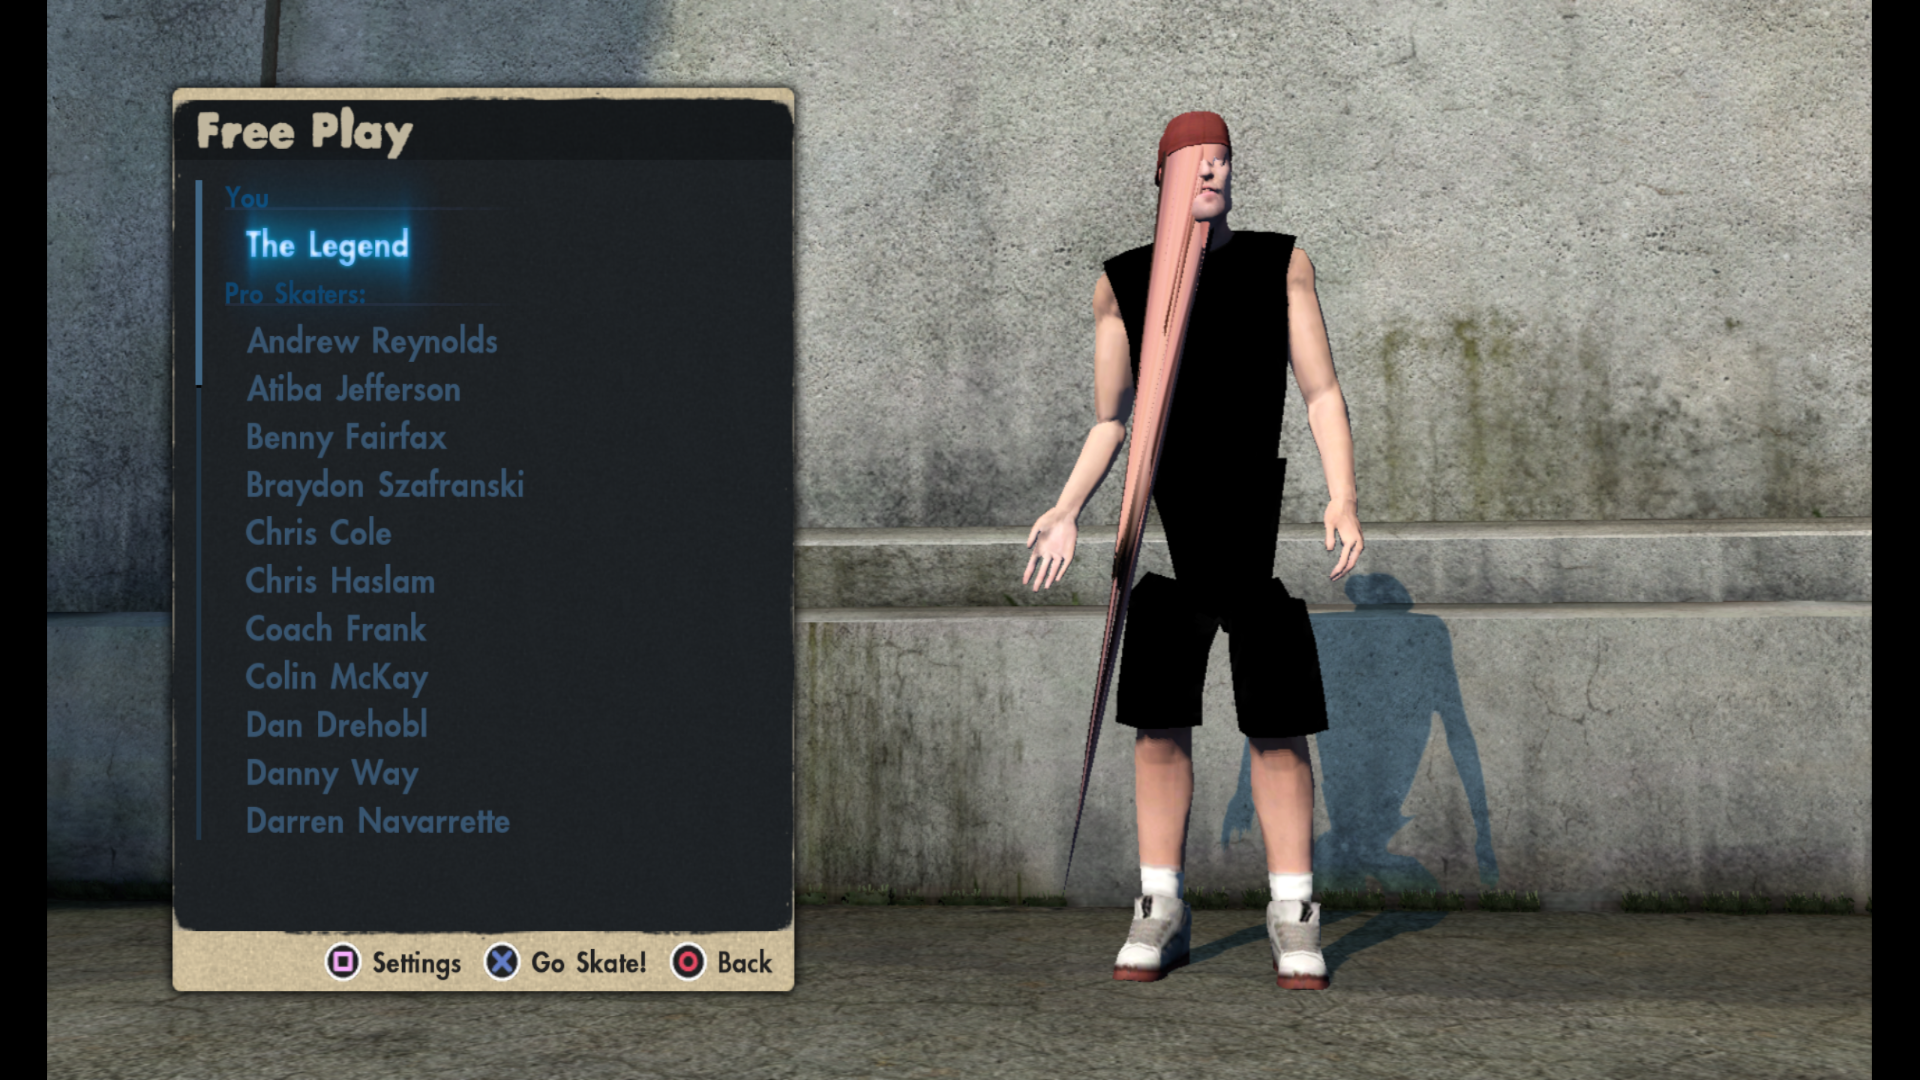 Free Play
You
The Legend
Pro Skaters:
Andrew Reynolds
Atiba Jefferson
Benny Fairfax
Braydon Szafranski
Chris Cole
Chris Haslam
Coach Frank
Colin McKay
Dan Drehobl
Danny Way
Darren Navarrette
Settings Go Skate! Back